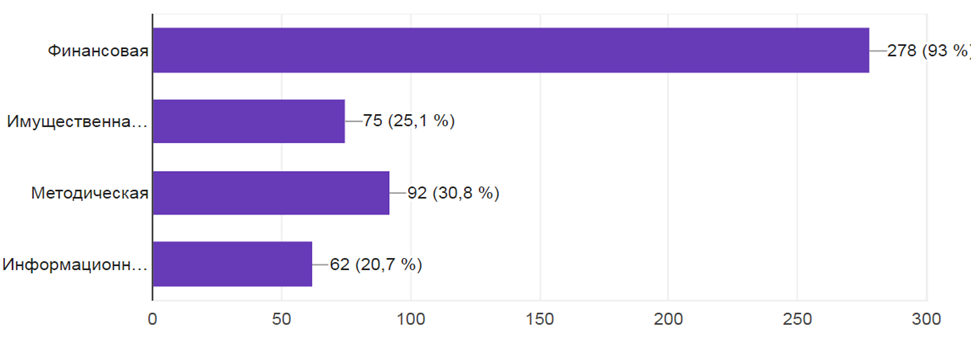 Финансовая 278 (93 %)
Имущественна… 75 (25,1 %)
Методическая 92 (30,8 %)
Информационн… 62 (20,7 %)
0 50 100 150 200 250 300